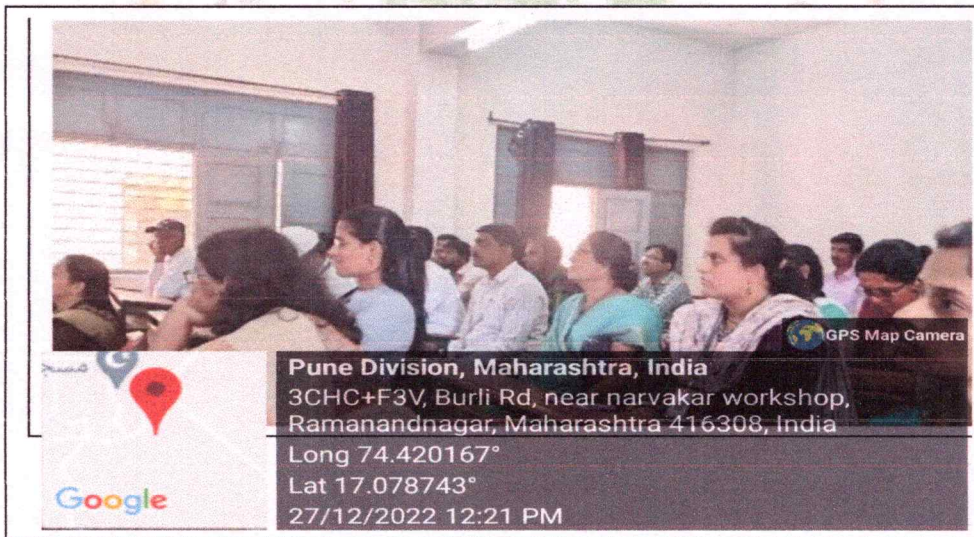 GPS Map Camera
مسجد
Pune Division, Maharashtra, India
3CHC+F3V, Burli Rd, near narvakar workshop,
Ramanandnagar, Maharashtra 416308, India
Long 74.420167°
Lat 17.078743°
27/12/2022 12:21 PM
Google